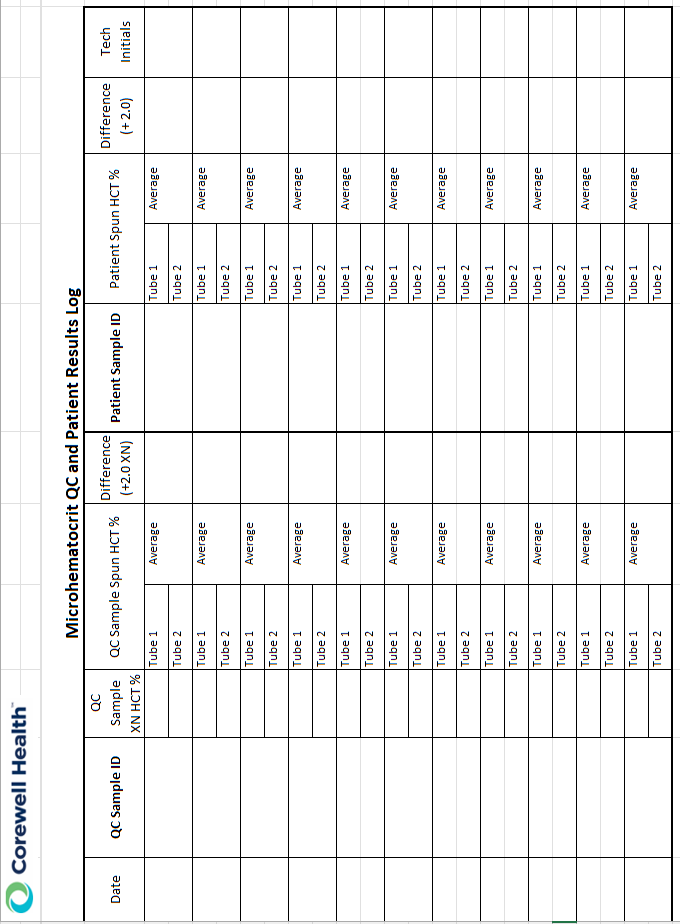 Corewell Health™
Microhematocrit QC and Patient Results Log
Date
QC Sample ID
QC
Sample
XN HCT %
QC Sample Spun HCT %
Difference
(+2.0 XN)
Patient Sample ID
Patient Spun HCT %
Difference
(+ 2.0)
Tech
Initials
Tube 1 Average Tube 1 Average
Tube 2 Tube 2
Tube 1 Average Tube 1 Average
Tube 2 Tube 2
Tube 1 Average Tube 1 Average
Tube 2 Tube 2
Tube 1 Average Tube 1 Average
Tube 2 Tube 2
Tube 1 Average Tube 1 Average
Tube 2 Tube 2
Tube 1 Average Tube 1 Average
Tube 2 Tube 2
Tube 1 Average Tube 1 Average
Tube 2 Tube 2
Tube 1 Average Tube 1 Average
Tube 2 Tube 2
Tube 1 Average Tube 1 Average
Tube 2 Tube 2
Tube 1 Average Tube 1 Average
Tube 2 Tube 2
Tube 1 Average Tube 1 Average
Tube 2 Tube 2